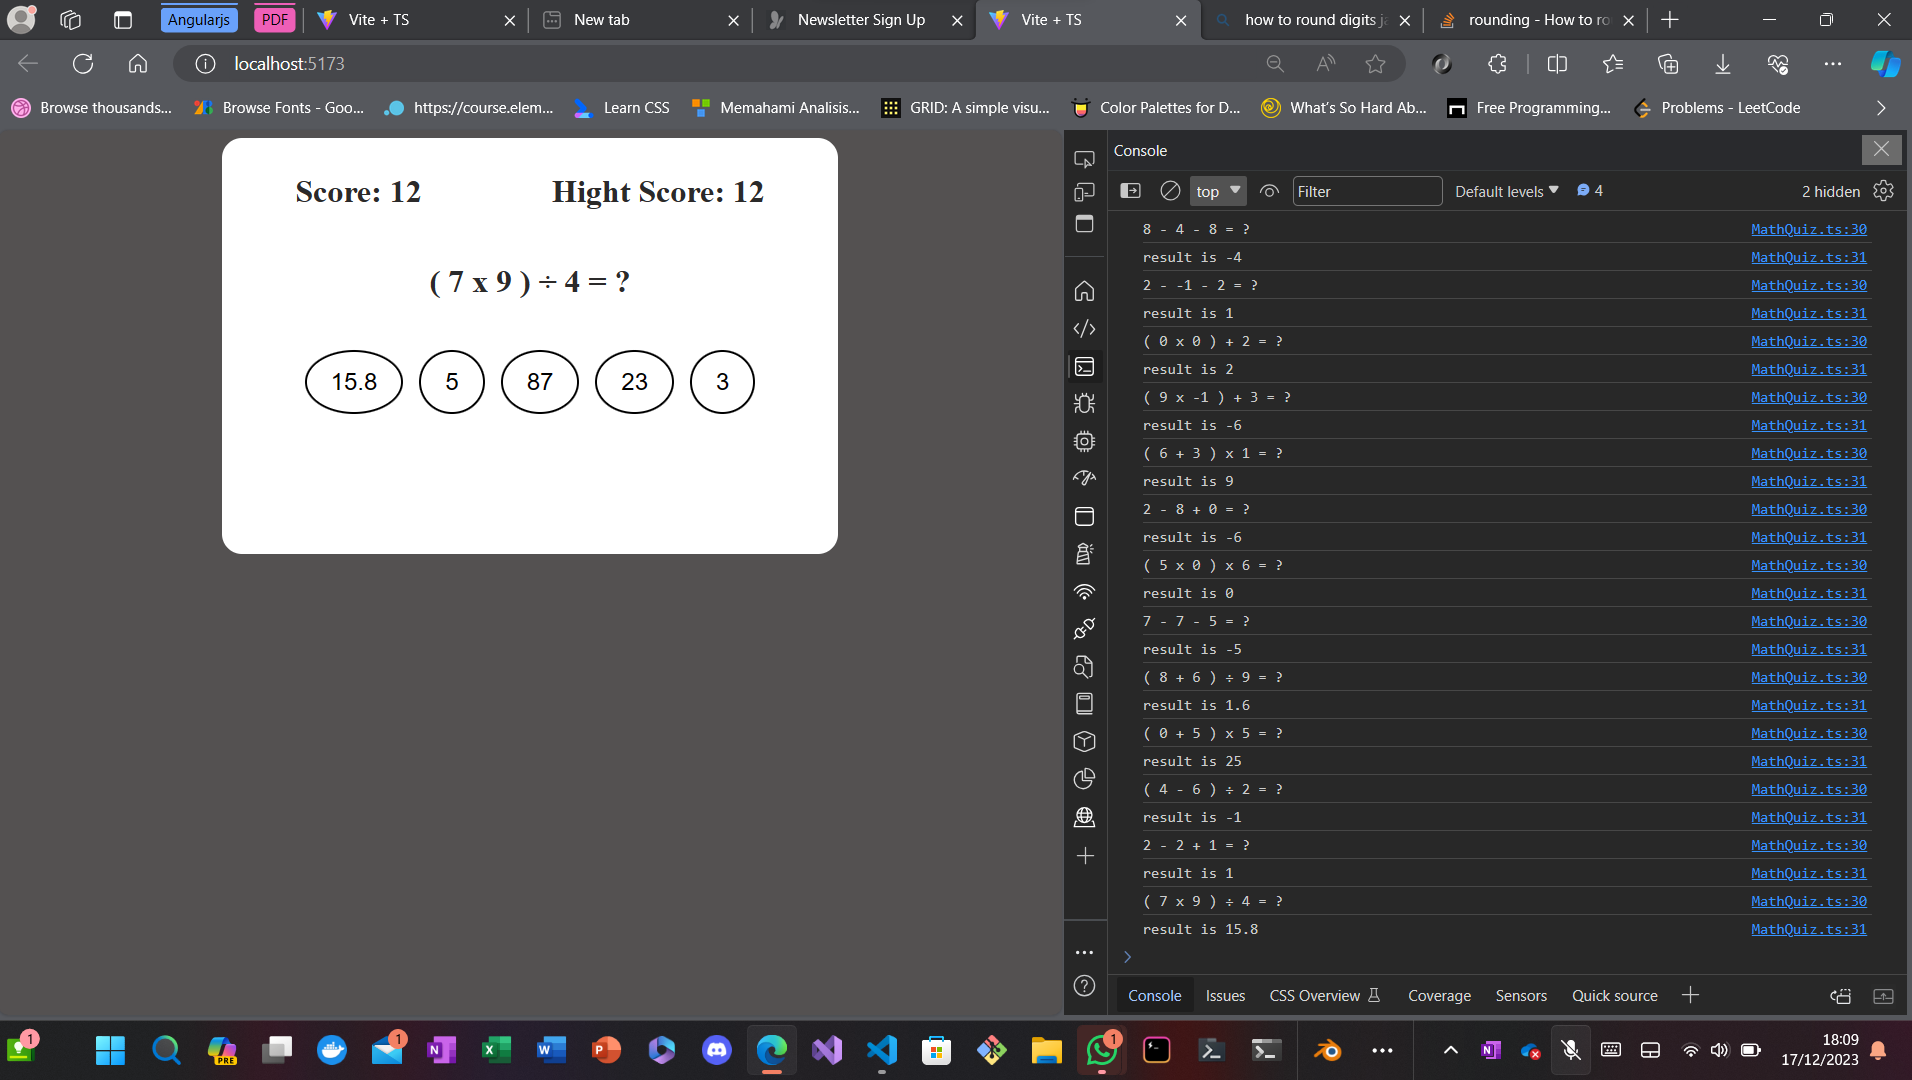 Angularjs
PDF
Vite + TS
New tab
Newsletter Sign Up
Vite + TS
how to round digits ja
rounding - How to ro
localhost:5173
Browse thousands...
Browse Fonts - Goo...
https://course.elem...
Learn CSS
Memahami Analisis...
GRID: A simple visu...
Color Palettes for D...
What's So Hard Ab...
Free Programming...
Problems - LeetCode
Score: 12
Hight Score: 12
( 7 x 9 ) ÷ 4 = ?
15.8
5
87
23
3
Console
top
Filter
Default levels
4
2 hidden
8 - 4 - 8 = ? MathQuiz.ts:30
result is -4 MathQuiz.ts:31
2 - -1 - 2 = ? MathQuiz.ts:30
result is 1 MathQuiz.ts:31
( 0 x 0 ) + 2 = ? MathQuiz.ts:30
result is 2 MathQuiz.ts:31
( 9 x -1 ) + 3 = ? MathQuiz.ts:30
result is -6 MathQuiz.ts:31
( 6 + 3 ) x 1 = ? MathQuiz.ts:30
result is 9 MathQuiz.ts:31
2 - 8 + 0 = ? MathQuiz.ts:30
result is -6 MathQuiz.ts:31
( 5 x 0 ) x 6 = ? MathQuiz.ts:30
result is 0 MathQuiz.ts:31
7 - 7 - 5 = ? MathQuiz.ts:30
result is -5 MathQuiz.ts:31
( 8 + 6 ) ÷ 9 = ? MathQuiz.ts:30
result is 1.6 MathQuiz.ts:31
( 0 + 5 ) x 5 = ? MathQuiz.ts:30
result is 25 MathQuiz.ts:31
( 4 - 6 ) ÷ 2 = ? MathQuiz.ts:30
result is -1 MathQuiz.ts:31
2 - 2 + 1 = ? MathQuiz.ts:30
result is 1 MathQuiz.ts:31
( 7 x 9 ) ÷ 4 = ? MathQuiz.ts:30
result is 15.8 MathQuiz.ts:31
Console
Issues
CSS Overview
Coverage
Sensors
Quick source
1
PRE
1
1
18:09
17/12/2023